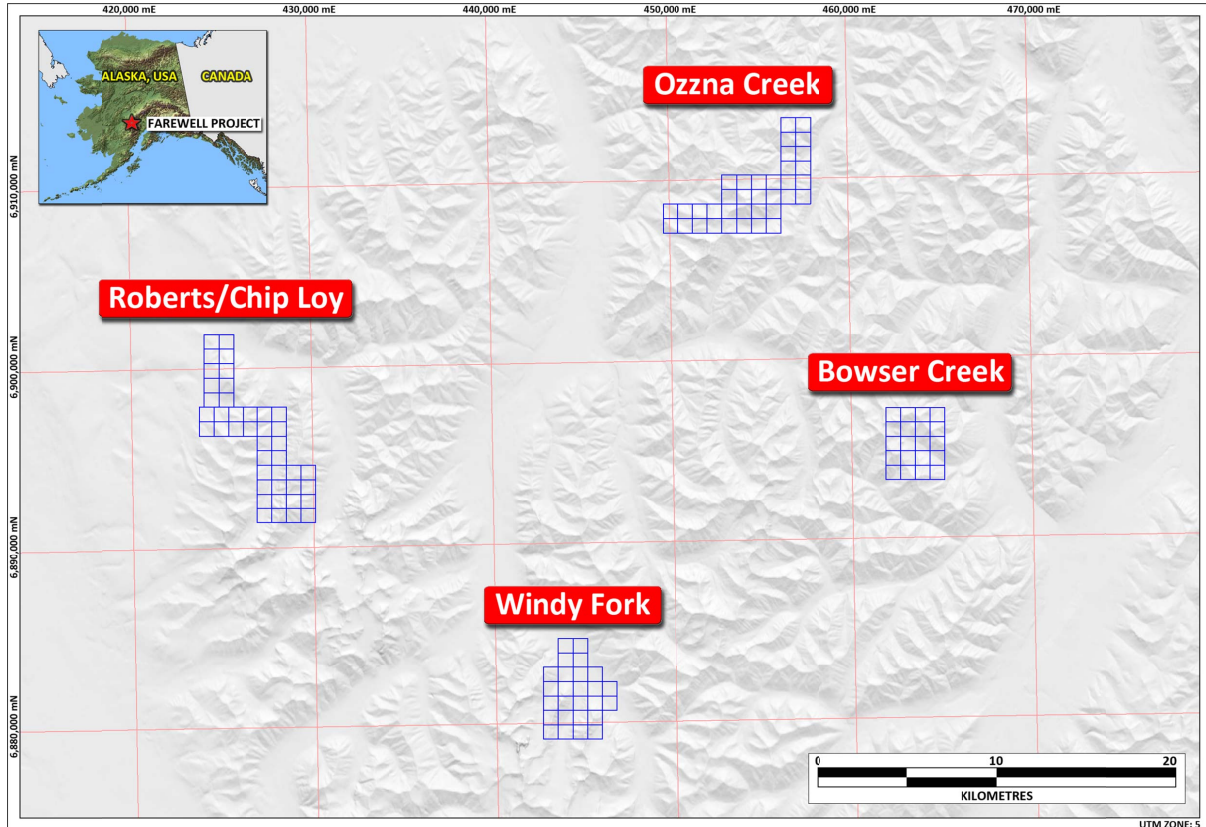 420,000 mE
430,000 mE
440,000 mE
450,000 mE
460,000 mE
470,000 mE
ALASKA, USA
CANADA
FAREWELL PROJECT
Ozzna Creek
6,910,000 mN
Roberts/Chip Loy
6,900,000 mN
Bowser Creek
6,890,000 mN
Windy Fork
6,880,000 mN
0
10
20
KILOMETRES
UTM ZONE: 5